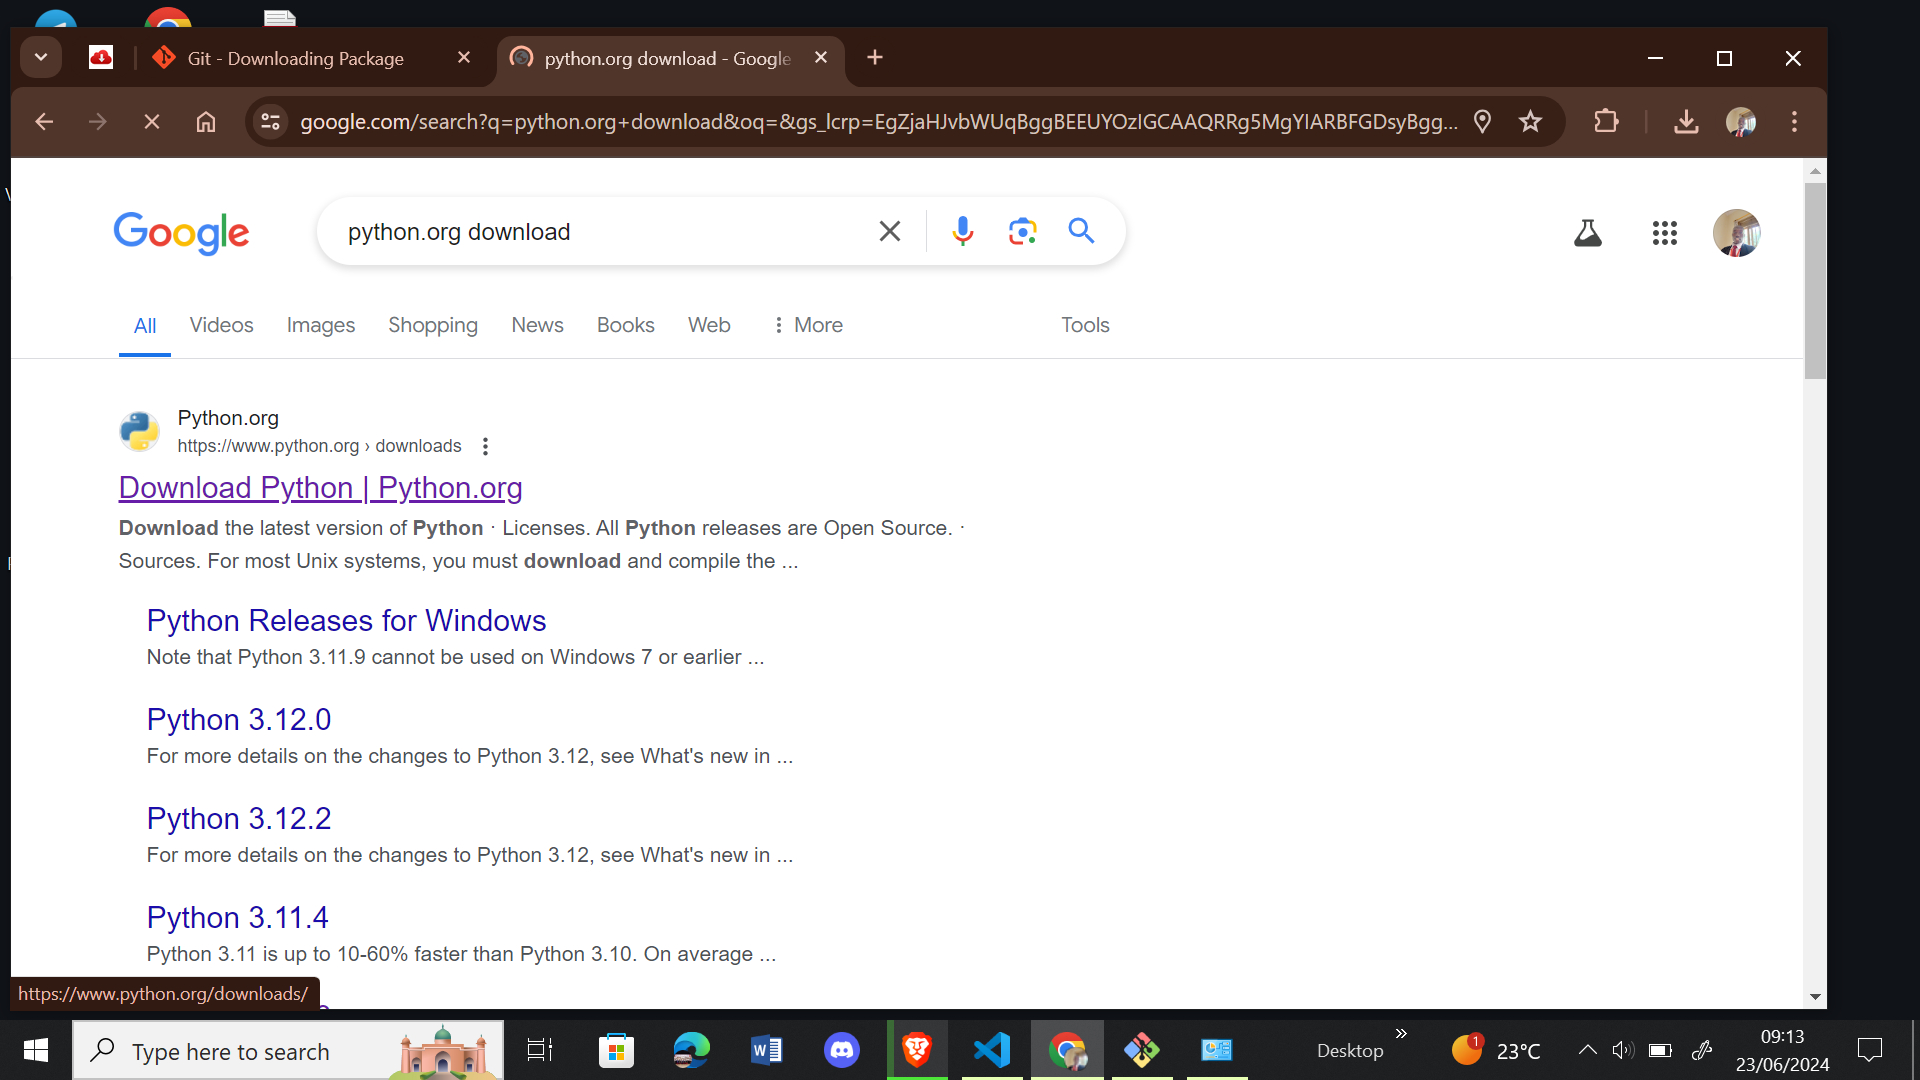 Git - Downloading Package
python.org download - Google
google.com/search?q=python.org+download&oq=&gs_lcrp=EgZjaHJvbWUqBggBEEUYOzIGCAAQRRg5MgYIARBFGDsyBgg...
Google
python.org download
All Videos Images Shopping News Books Web More Tools
Python.org
https://www.python.org › downloads
Download Python | Python.org
Download the latest version of Python · Licenses. All Python releases are Open Source. ·
Sources. For most Unix systems, you must download and compile the ...
Python Releases for Windows
Note that Python 3.11.9 cannot be used on Windows 7 or earlier ...
Python 3.12.0
For more details on the changes to Python 3.12, see What's new in ...
Python 3.12.2
For more details on the changes to Python 3.12, see What's new in ...
Python 3.11.4
Python 3.11 is up to 10-60% faster than Python 3.10. On average ...
https://www.python.org/downloads/
Type here to search
Desktop
1
23°C
09:13
23/06/2024